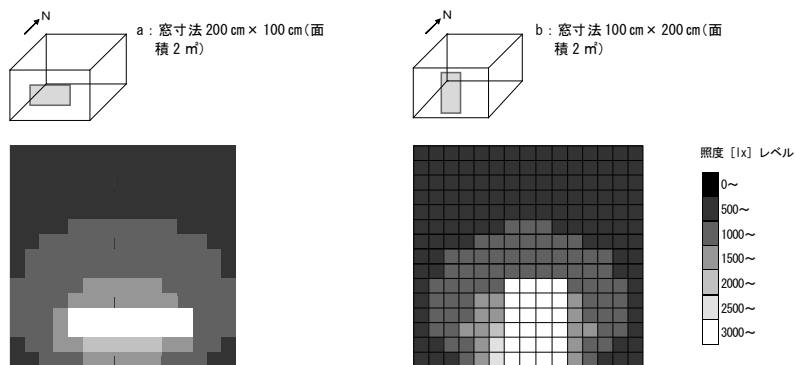 N
a：窓寸法 200 ㎝× 100 ㎝（面
積 2 ㎡）
N
b：窓寸法 100 ㎝× 200 ㎝（面
積 2 ㎡）
照度 [lx] レベル
0～
500～
1000～
1500～
2000～
2500～
3000～